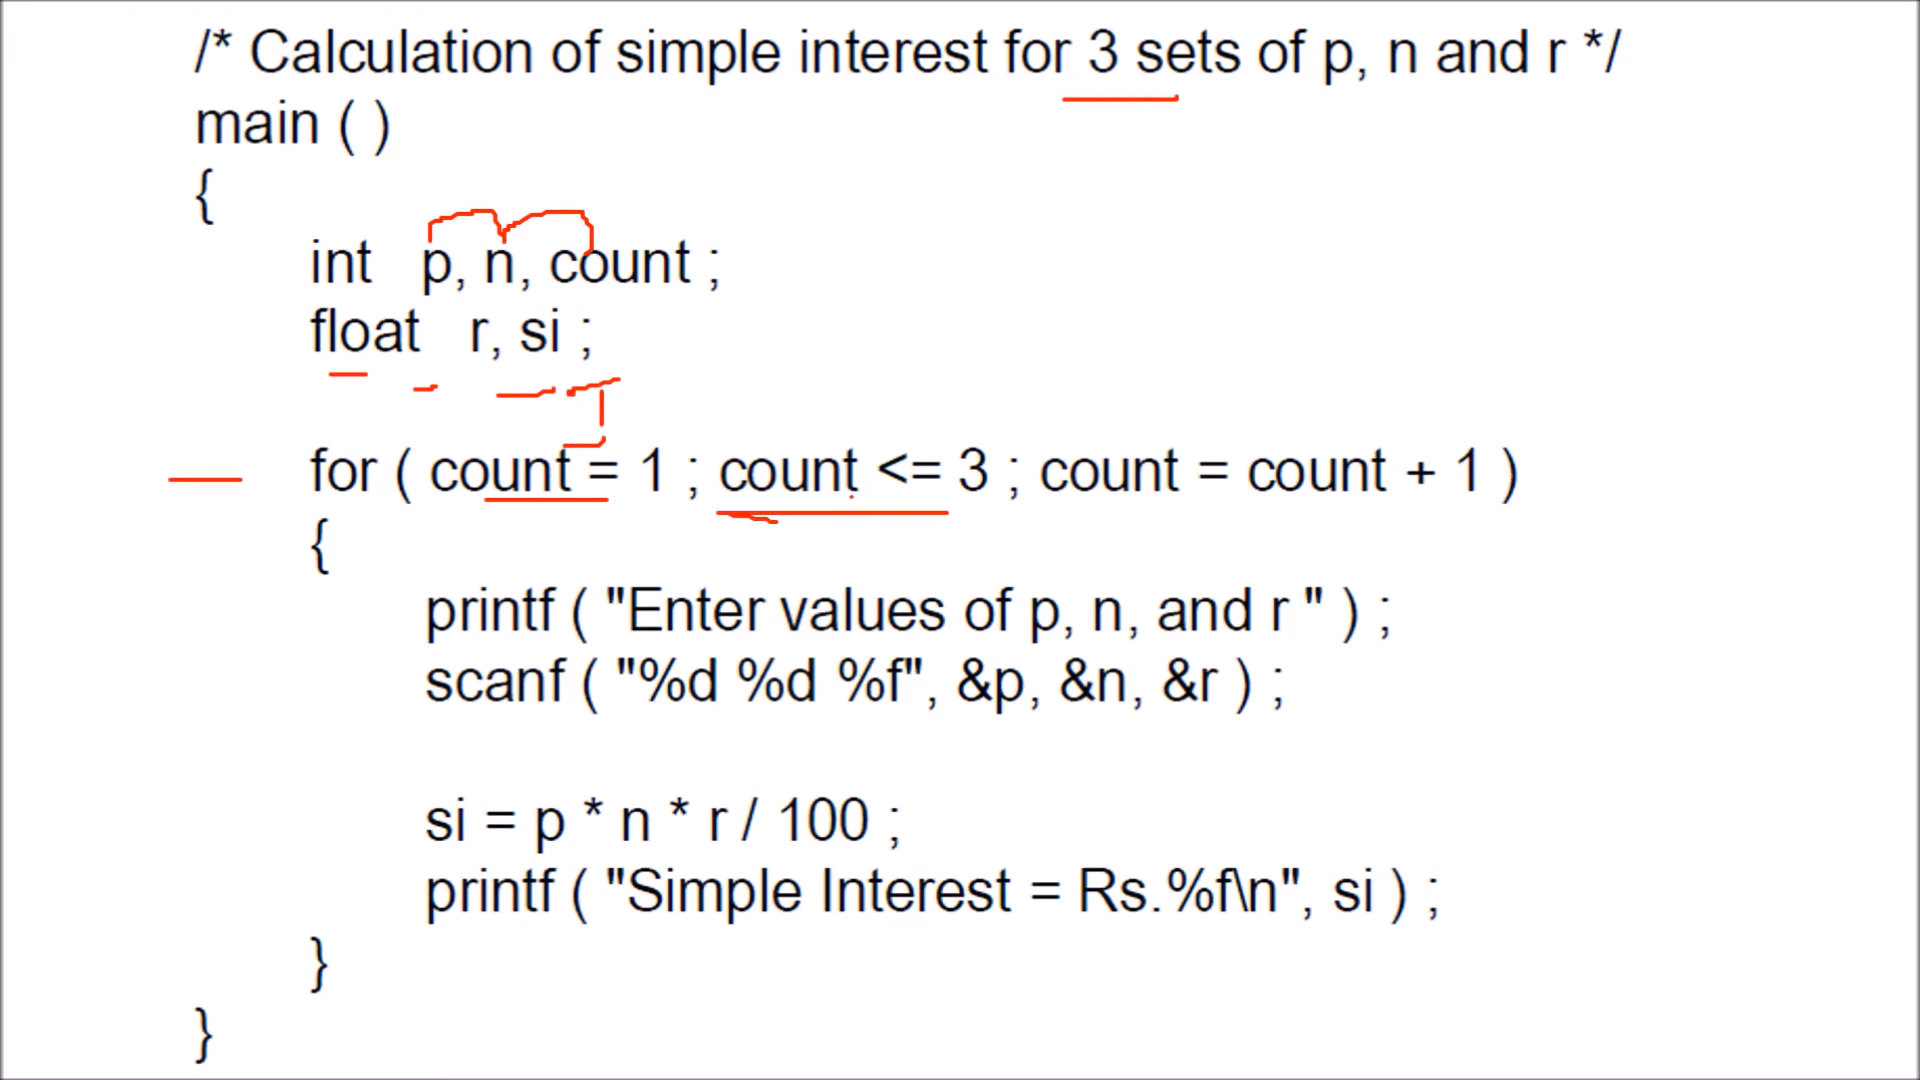 /* Calculation of simple interest for 3 sets of p, n and r */
main ( )
{
int p, n, count ;
float r, si ;
for ( count = 1 ; count <= 3 ; count = count + 1 )
{
printf ( "Enter values of p, n, and r " ) ;
scanf ( "%d %d %f", &p, &n, &r ) ;
si = p * n * r / 100 ;
printf ( "Simple Interest = Rs.%f\n", si ) ;
}
}